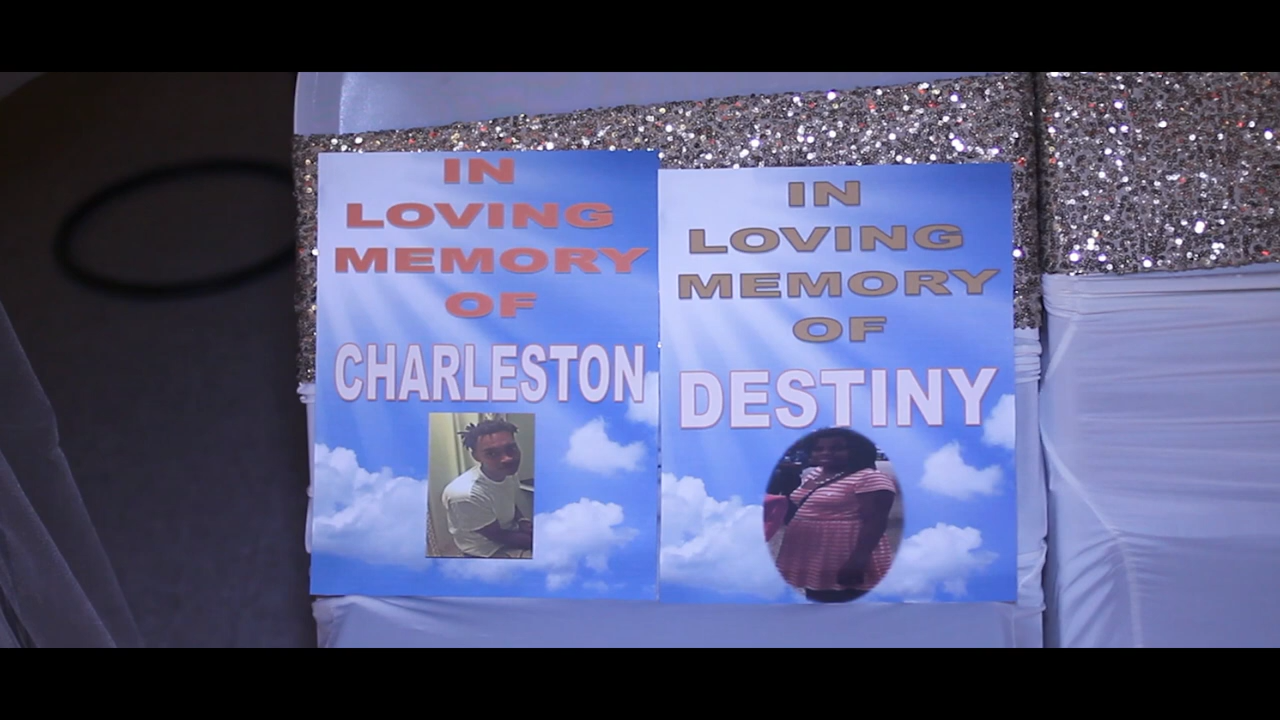 IN
LOVING
MEMORY
OF
CHARLESTON
IN
LOVING
MEMORY
OF
DESTINY